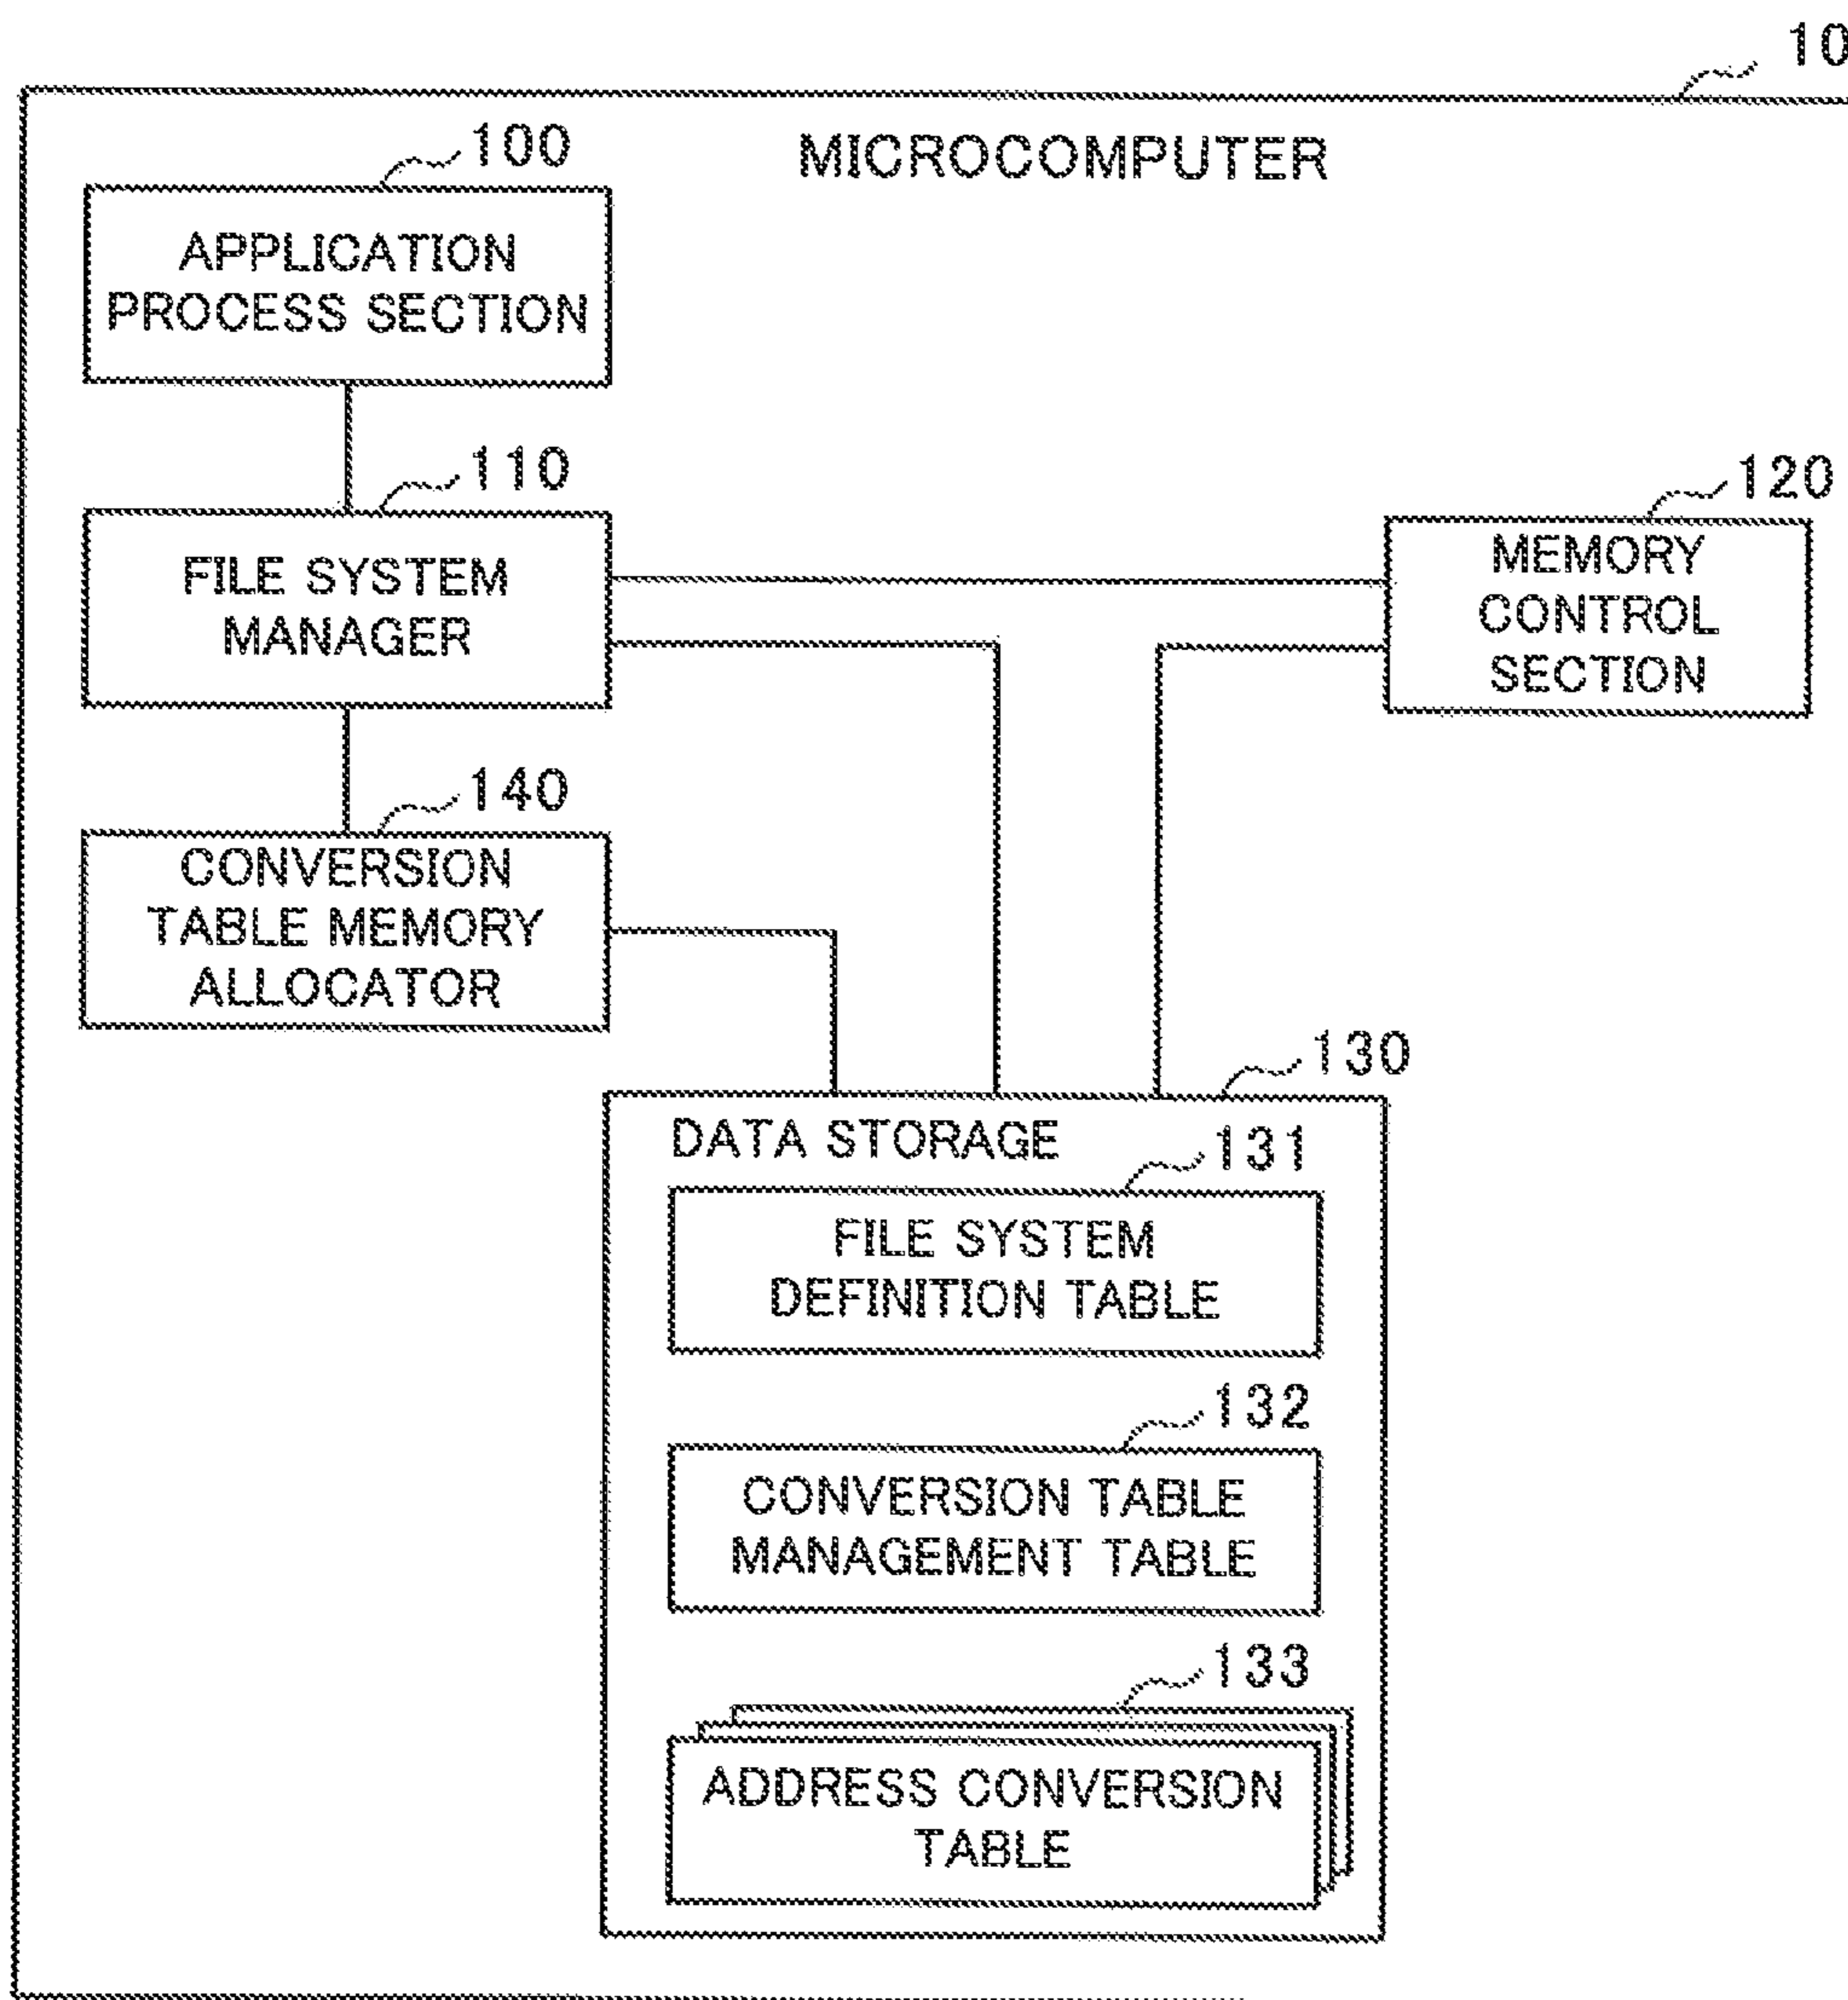 10
MICROCOMPUTER
100
APPLICATION
PROCESS SECTION
110
FILE SYSTEM
MANAGER
120
MEMORY
CONTROL
SECTION
140
CONVERSION
TABLE MEMORY
ALLOCATOR
130
DATA STORAGE
131
FILE SYSTEM
DEFINITION TABLE
132
CONVERSION TABLE
MANAGEMENT TABLE
133
ADDRESS CONVERSION
TABLE